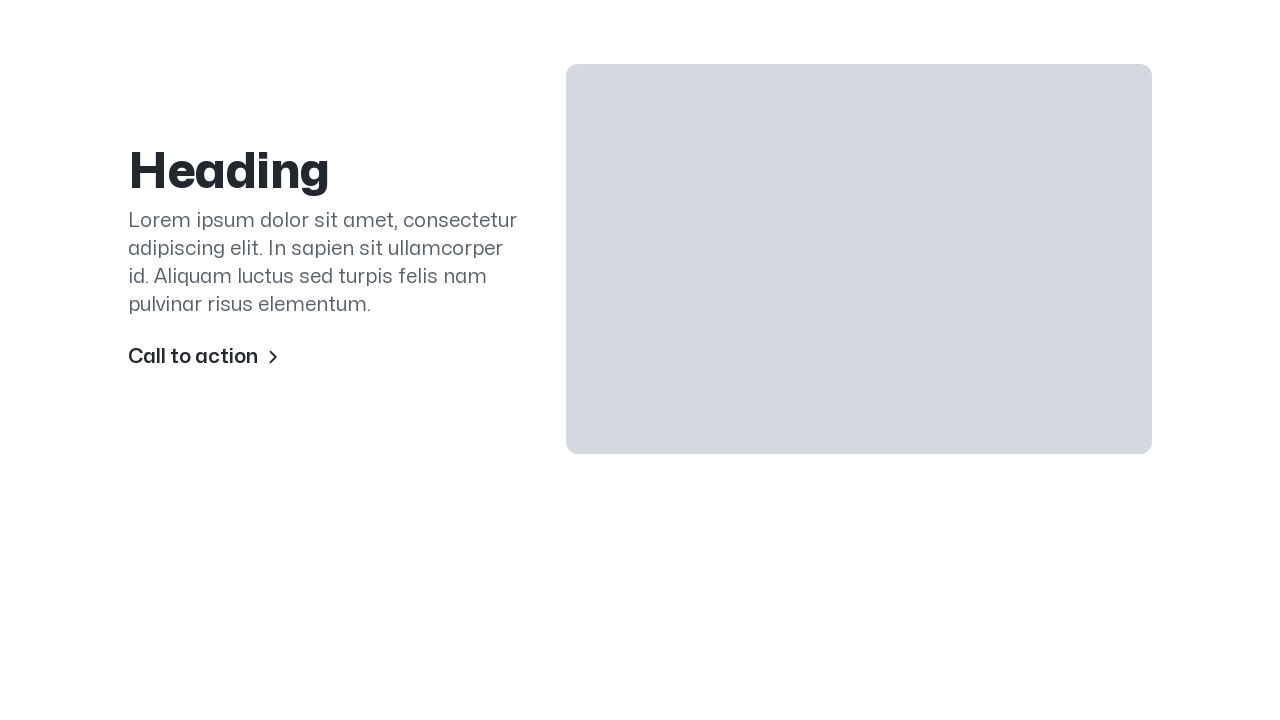 Heading
Lorem ipsum dolor sit amet, consectetur
adipiscing elit. In sapien sit ullamcorper
id. Aliquam luctus sed turpis felis nam
pulvinar risus elementum.
Call to action